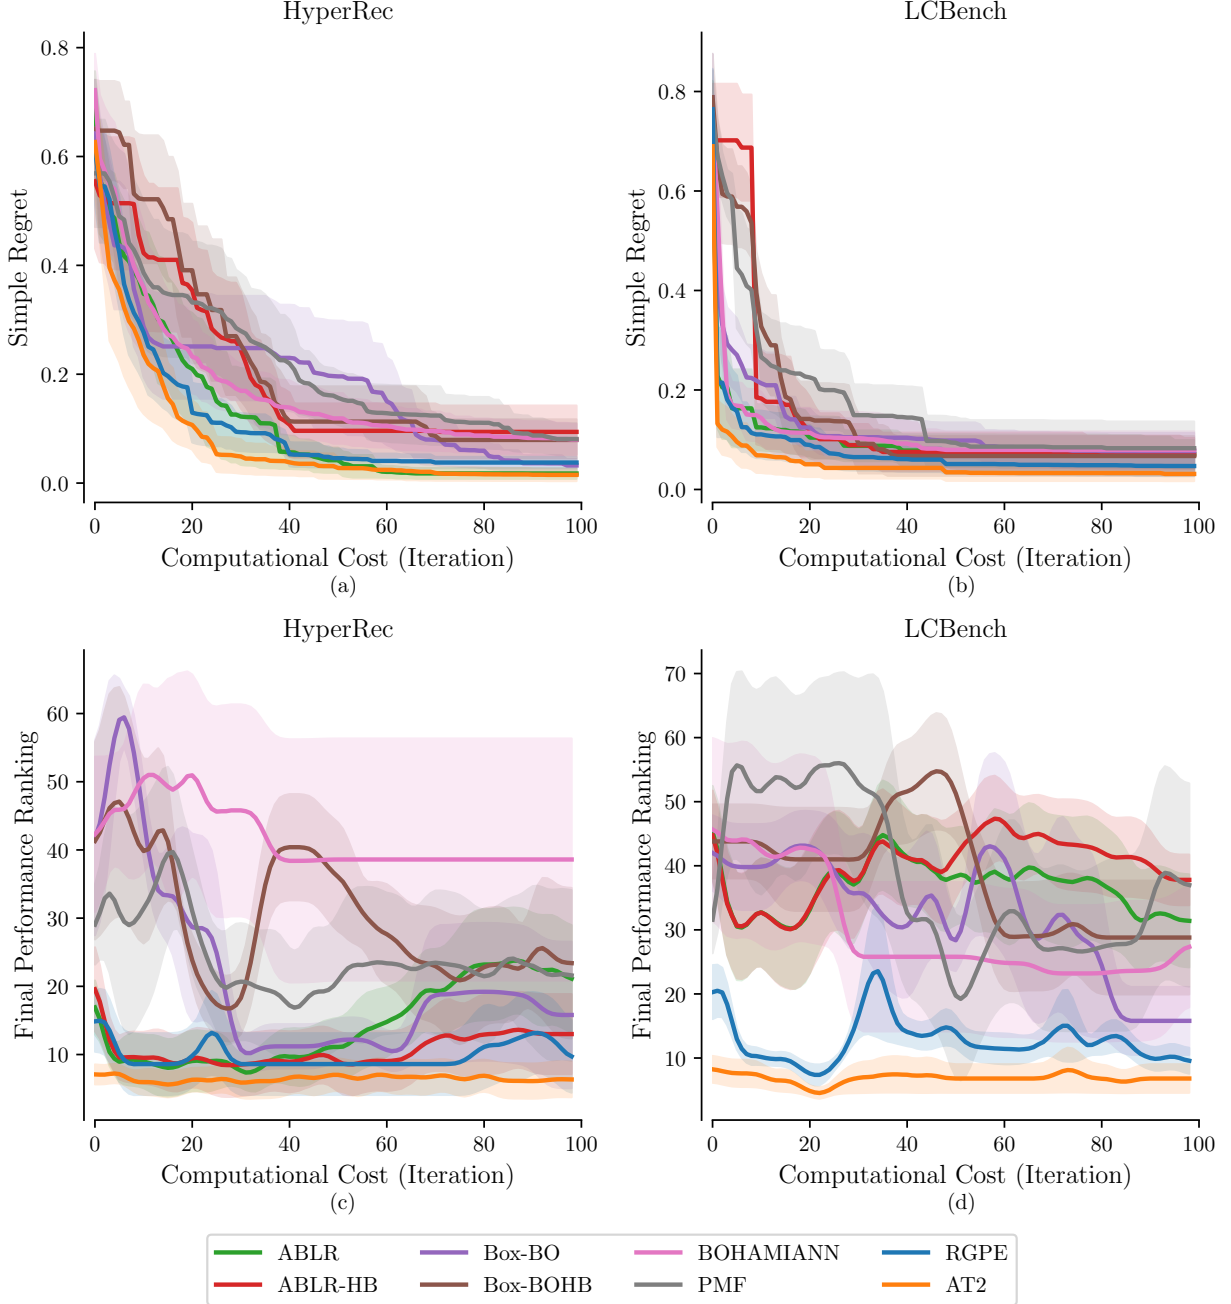 HyperRec
LCBench
0.8
0.6
0.4
0.2
0.0
Simple Regret
0 20 40 60 80 100
Computational Cost (Iteration)
(a)
0.8
0.6
0.4
0.2
0.0
Simple Regret
0 20 40 60 80 100
Computational Cost (Iteration)
(b)
HyperRec
LCBench
60
50
40
30
20
10
Final Performance Ranking
0 20 40 60 80 100
Computational Cost (Iteration)
(c)
70
60
50
40
30
20
10
Final Performance Ranking
0 20 40 60 80 100
Computational Cost (Iteration)
(d)
ABLR Box-BO BOHAMIANN RGPE
ABLR-HB Box-BOHB PMF AT2